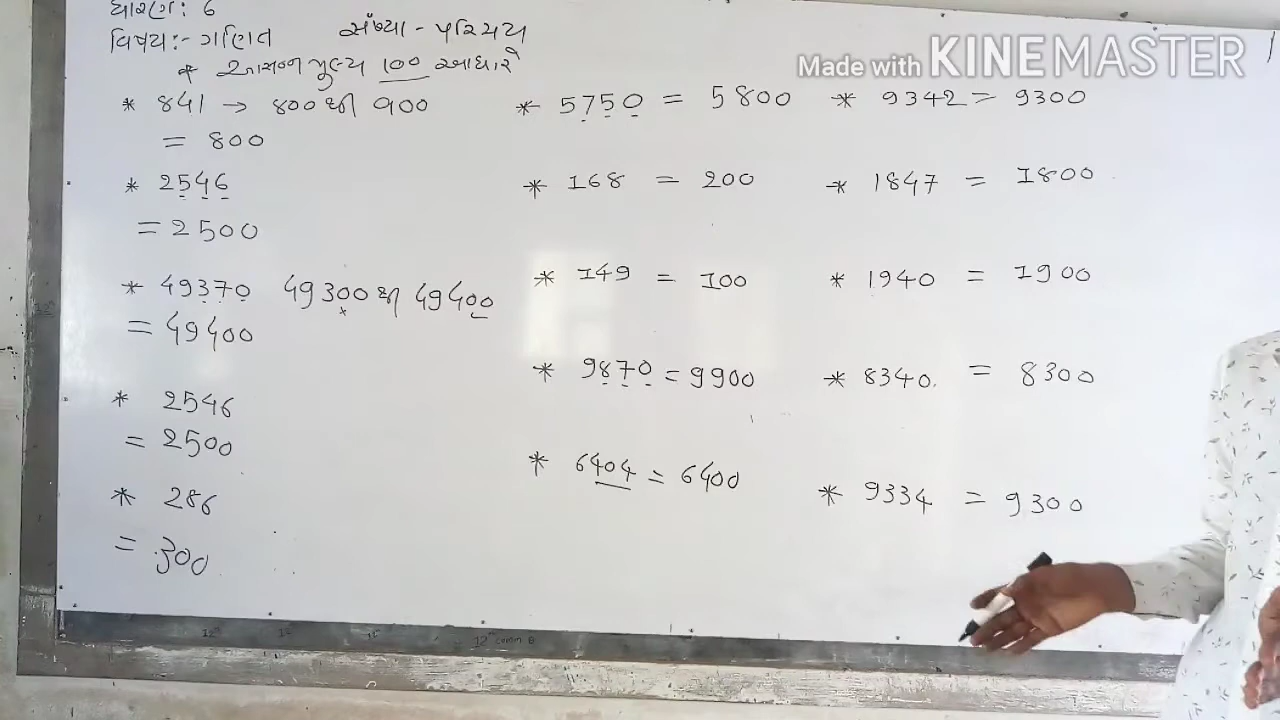 ધોરણ: 6
વિષય:- ગણિત સંખ્યા - પરિચય
* આસન્ન મૂલ્ય ૧૦૦ આધારે
* 841 → 800 થી ૧૦૦
= 800
* 2546
= 2500
* 49370 49300 થી 49400
= 49400
* 2546
= 2500
* 286
= 300
* 5750 = 5800
* 168 = 200
* 149 = 100
* 9870 = 9900
* 6404 = 6400
* 9342 = 9300
* 1847 = 1800
* 1940 = 1900
* 8340 = 8300
* 9334 = 9300
Made with KINEMASTER